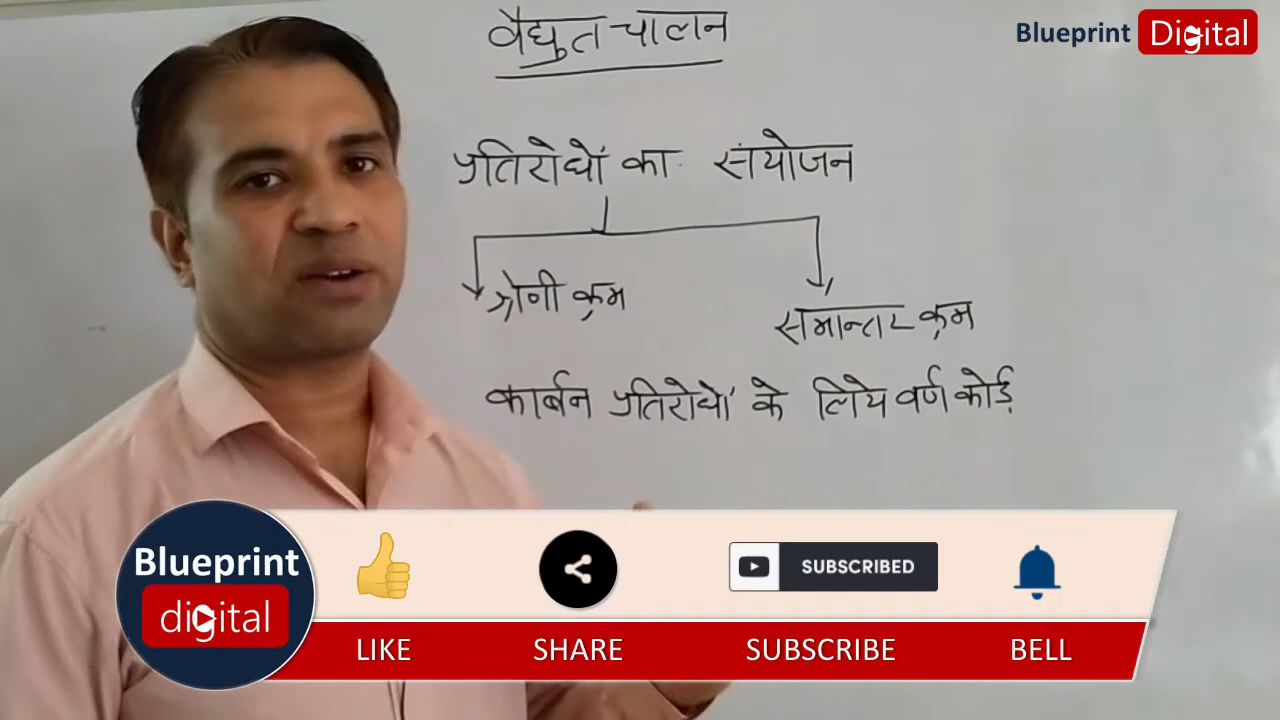 वैद्युत चालन
Blueprint Digital
प्रतिरोधों का संयोजन
श्रेनी क्रम
समान्तर क्रम
कार्बन प्रतिरोधों के लिये वर्ण कोर्ड
Blueprint
digital
SUBSCRIBED
LIKE SHARE SUBSCRIBE BELL